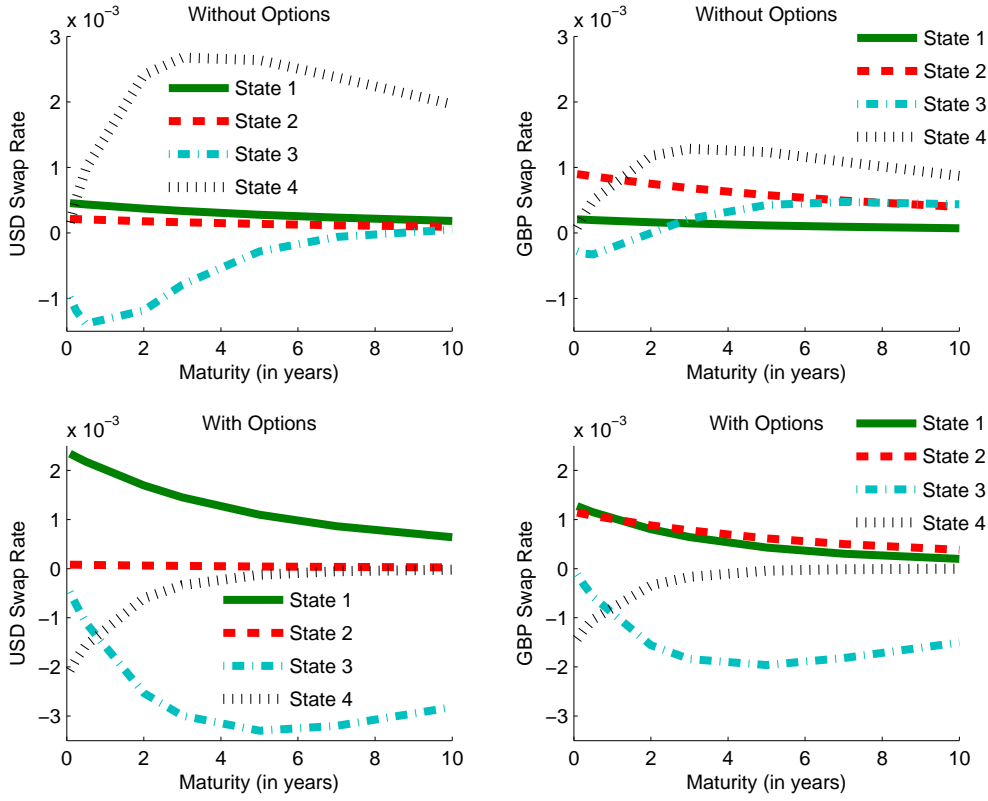 x 10⁻³
Without Options
3
2
1
0
−1
USD Swap Rate
State 1
State 2
State 3
State 4
0 2 4 6 8 10
Maturity (in years)
x 10⁻³
Without Options
3
2
1
0
−1
GBP Swap Rate
State 1
State 2
State 3
State 4
0 2 4 6 8 10
Maturity (in years)
x 10⁻³
With Options
2
1
0
−1
−2
−3
USD Swap Rate
State 1
State 2
State 3
State 4
0 2 4 6 8 10
Maturity (in years)
x 10⁻³
With Options
2
1
0
−1
−2
−3
GBP Swap Rate
State 1
State 2
State 3
State 4
0 2 4 6 8 10
Maturity (in years)